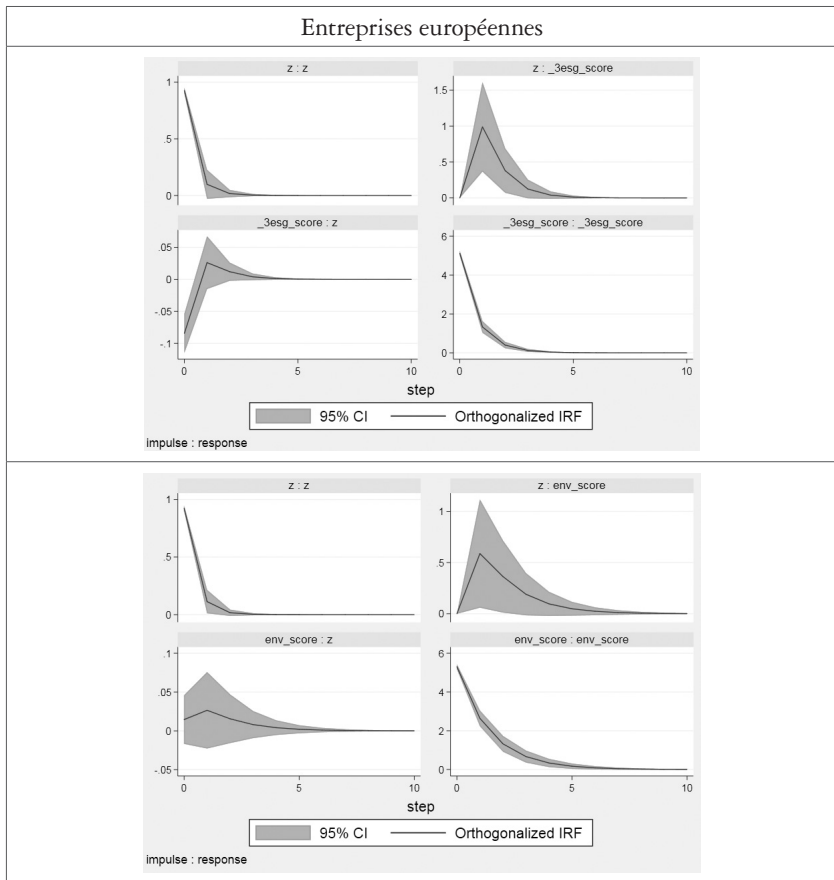 Entreprises européennes
z : z
z : _3esg_score
1
.5
0
1.5
1
.5
0
_3esg_score : z
_3esg_score : _3esg_score
.05
0
-.05
-.1
6
4
2
0
0 5 10 0 5 10
step
95% CI Orthogonalized IRF
impulse : response
z : z
z : env_score
1
.5
0
1
.5
0
env_score : z
env_score : env_score
.1
.05
0
-.05
6
4
2
0
0 5 10 0 5 10
step
95% CI Orthogonalized IRF
impulse : response